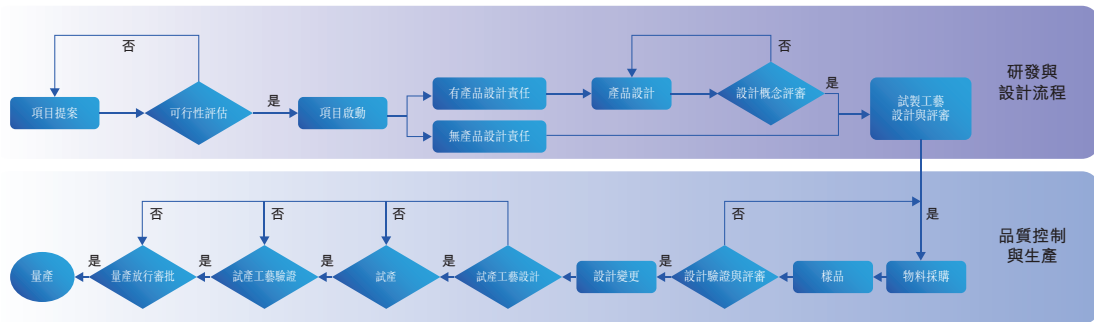 否
否
項目提案
可行性評估
是
項目啟動
有產品設計責任
無產品設計責任
產品設計
設計概念評審
是
試製工藝
設計與評審
研發與
設計流程
否
否
否
否
是
量產
是
量產放行審批
是
試產工藝驗證
是
試產
是
試產工藝設計
設計變更
是
設計驗證與評審
樣品
物料採購
品質控制
與生產